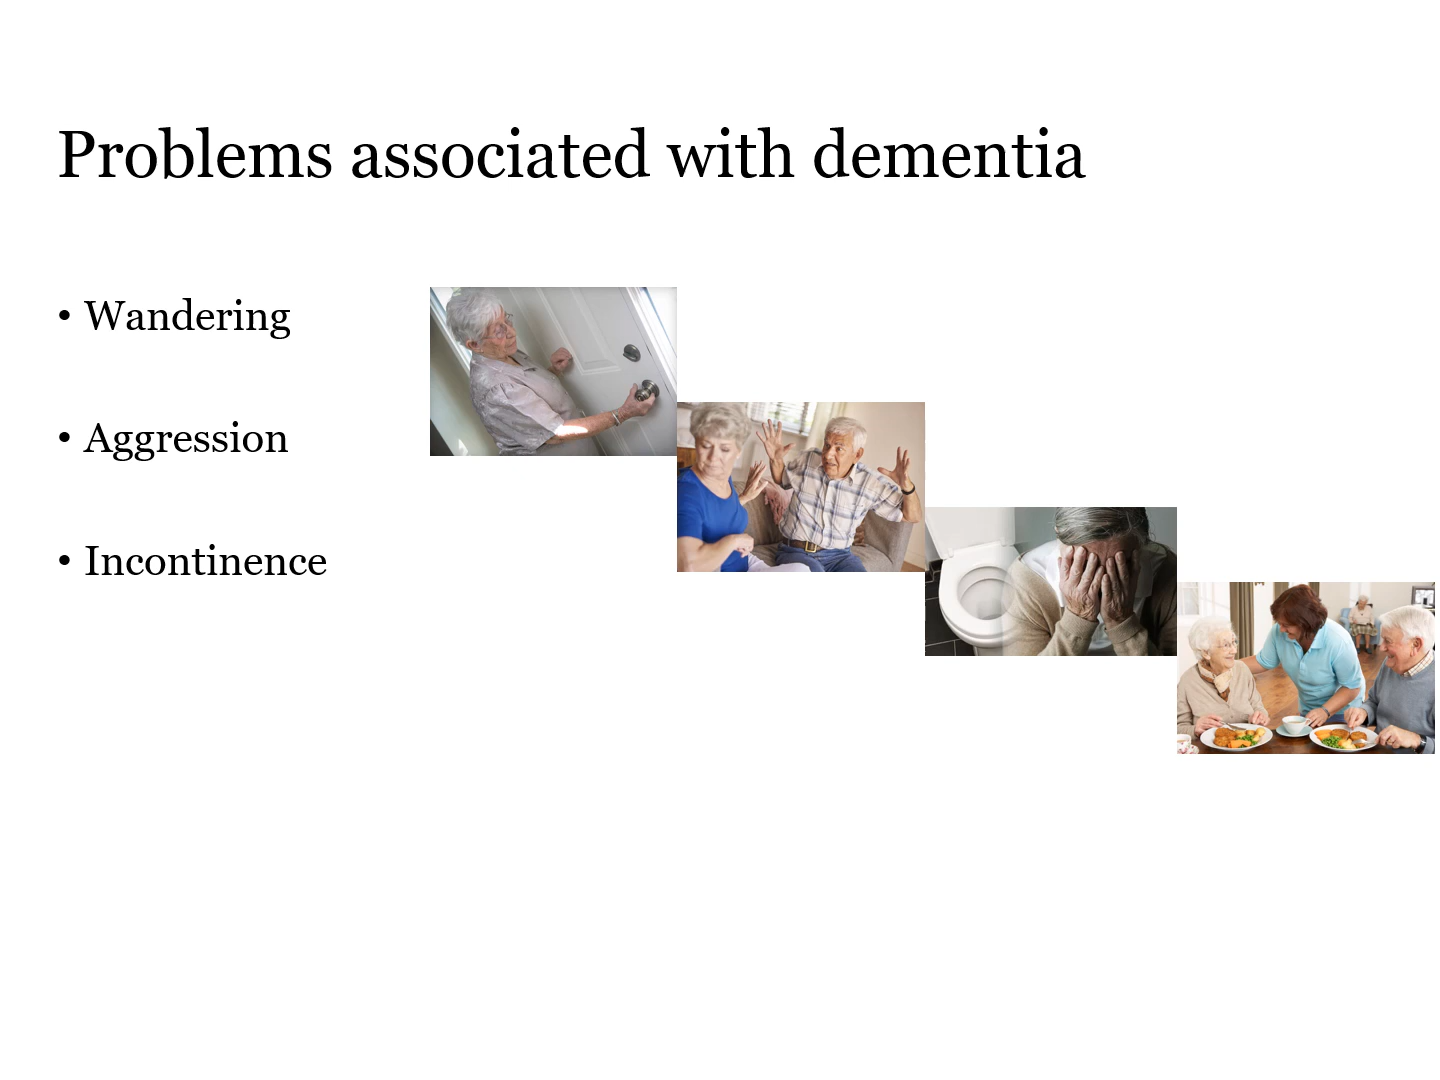 Problems associated with dementia
• Wandering
• Aggression
• Incontinence